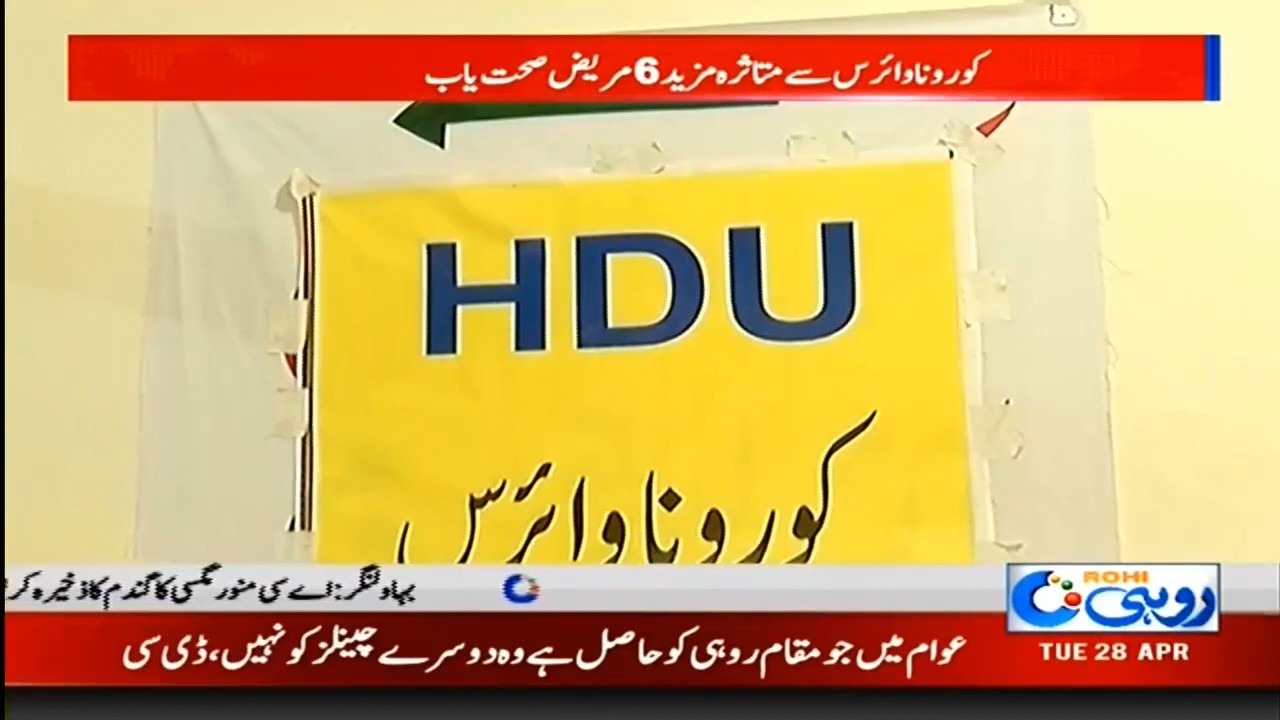 کورونا وائرس سے متاثرہ مزید 6 مریض صحت یاب
HDU
کورونا وائرس
بہاولنگر: اے سی منور مگسی کا گندم کا ذخیرہ کر
ROHI
روہی
عوام میں جو مقام روہی کو حاصل ہے وہ دوسرے چینلز کو نہیں، ڈی سی
TUE 28 APR